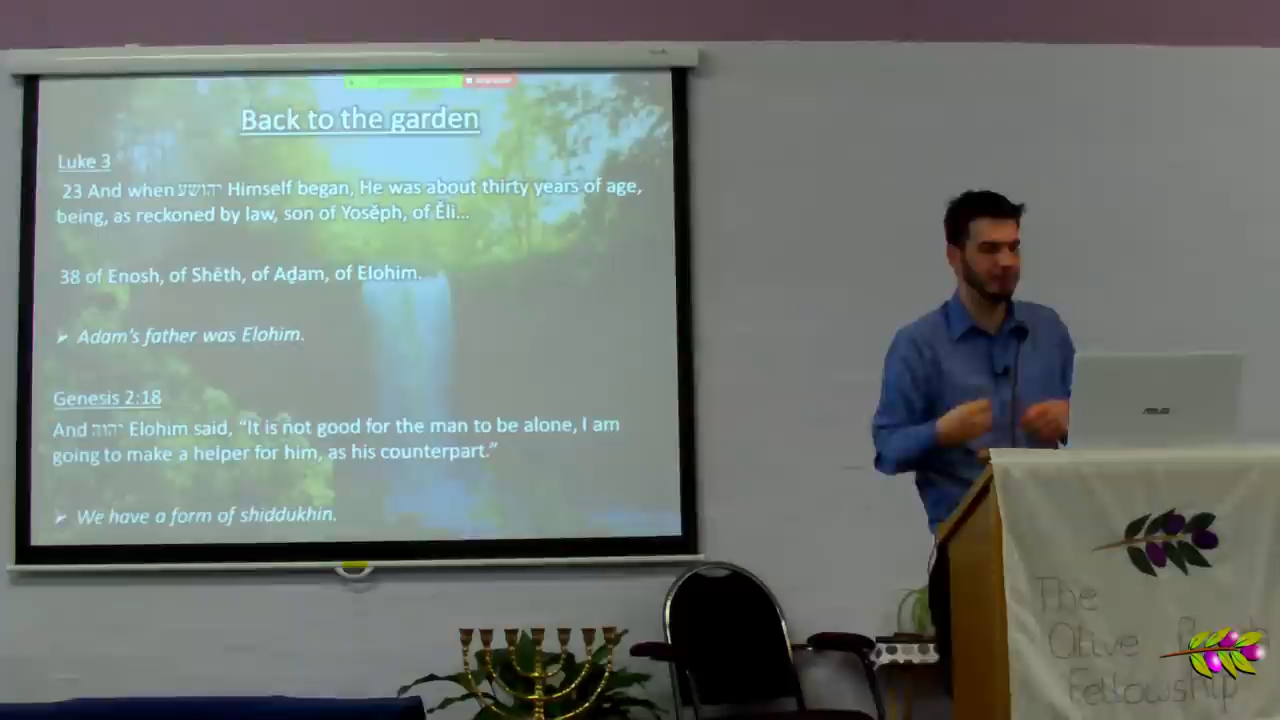 Back to the garden
Luke 3
23 And when יהושע Himself began, He was about thirty years of age,
being, as reckoned by law, son of Yosĕph, of Ěli...
38 of Enosh, of Shĕth, of Aḏam, of Elohim.
➢ Adam's father was Elohim.
Genesis 2:18
And יהוה Elohim said, “It is not good for the man to be alone, I am
going to make a helper for him, as his counterpart.”
➢ We have a form of shiddukhin.
ASUS
The
Olive
Fellowship